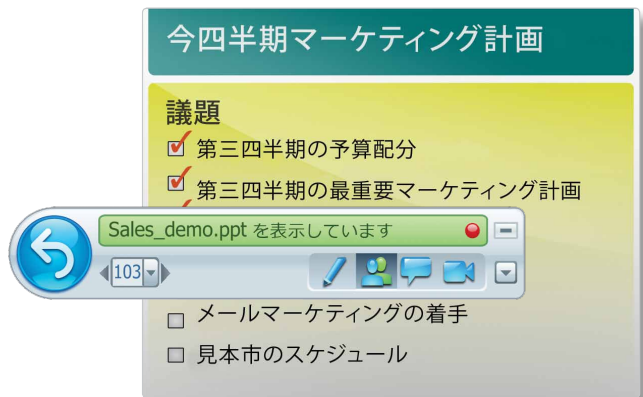 今四半期マーケティング計画
議題
第三四半期の予算配分
第三四半期の最重要マーケティング計画
Sales_demo.ppt を表示しています
103
メールマーケティングの着手
見本市のスケジュール